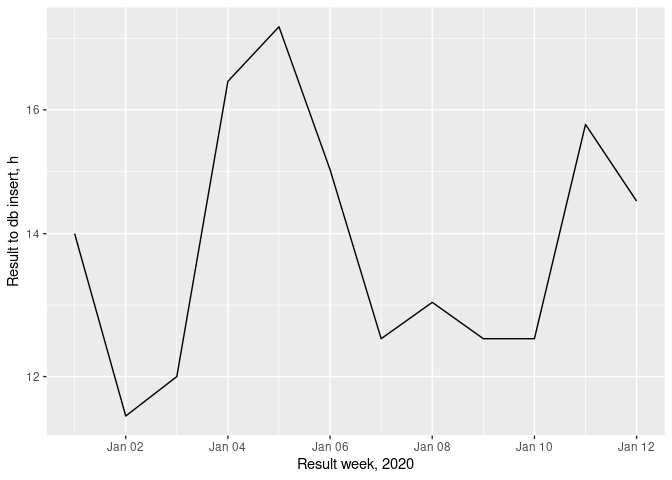 16
14
12
Result to db insert, h
Jan 02 Jan 04 Jan 06 Jan 08 Jan 10 Jan 12
Result week, 2020